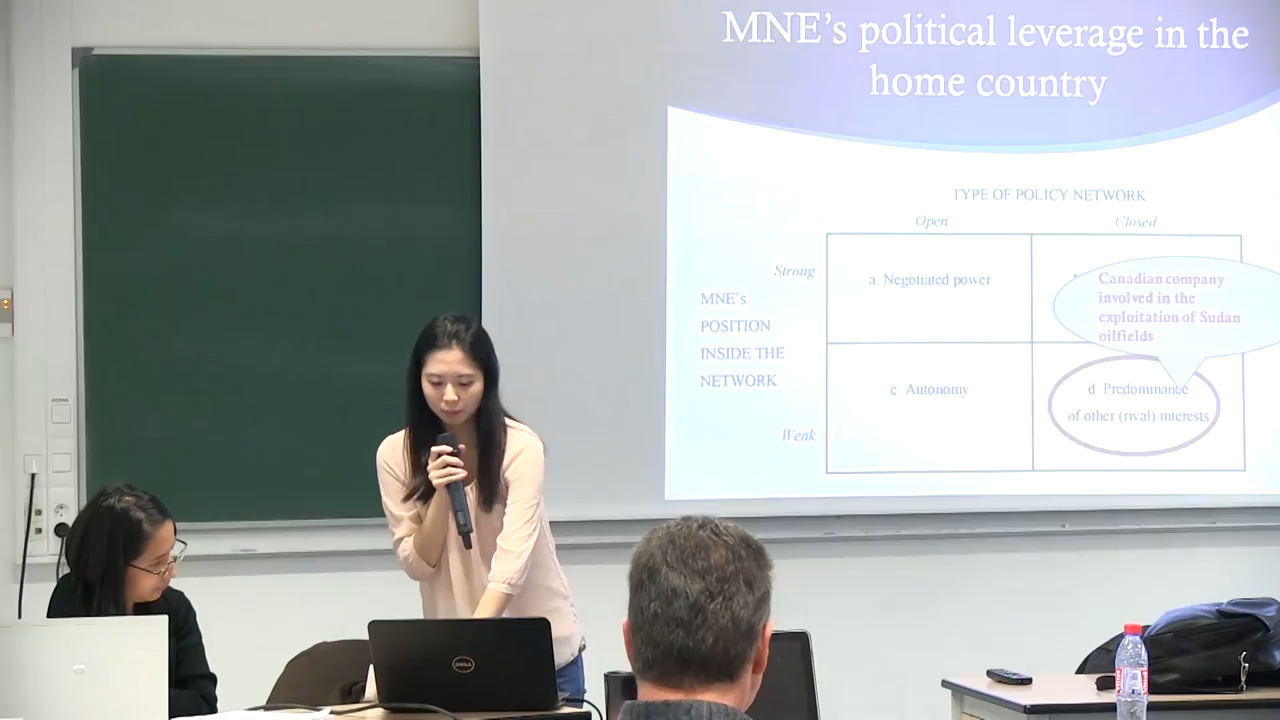 MNE's political leverage in the
home country
TYPE OF POLICY NETWORK
Open
Closed
Strong
MNE's
POSITION
INSIDE THE
NETWORK
Weak
a. Negotiated power
Canadian company
involved in the
exploitation of Sudan
oilfields
c Autonomy
d Predominance
of other (rival) interests
DELL